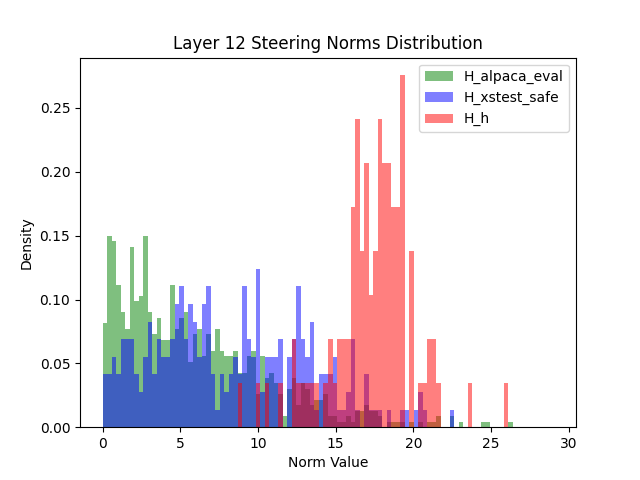 Layer 12 Steering Norms Distribution
H_alpaca_eval
H_xstest_safe
H_h
Density
0.25
0.20
0.15
0.10
0.05
0.00
0 5 10 15 20 25 30
Norm Value